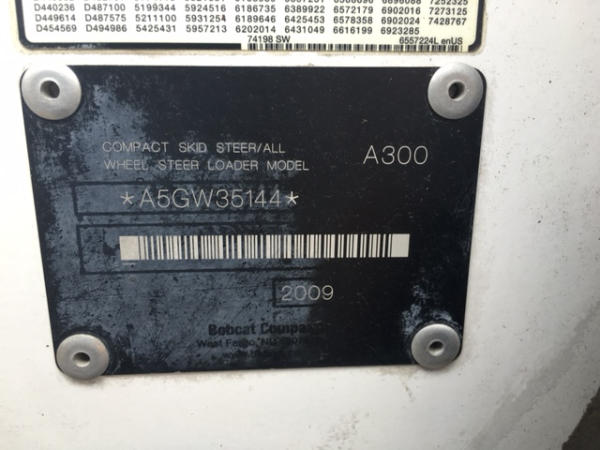 D440236 D487100 5199344 5924516 6186735 6389922 6572179 6902016 7273125
D449614 D487575 5211100 5931254 6189646 6425453 6578358 6902024 7428767
D454569 D494986 5425431 5957213 6202014 6431049 6616199 6923285
74198 SW 6557224L enUS
COMPACT SKID STEER/ALL
WHEEL STEER LOADER MODEL A300
*A5GW35144*
2009
Bobcat
West Fargo,